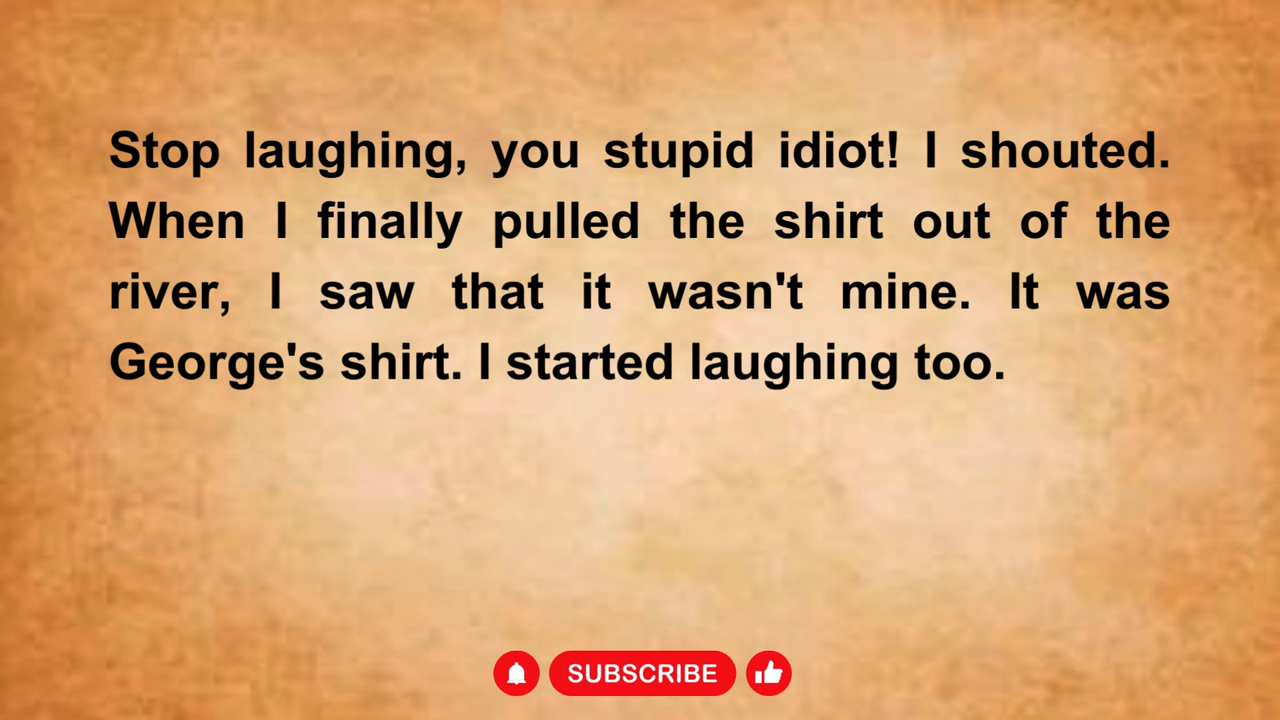 Stop laughing, you stupid idiot! I shouted.
When I finally pulled the shirt out of the
river, I saw that it wasn't mine. It was
George's shirt. I started laughing too.
SUBSCRIBE